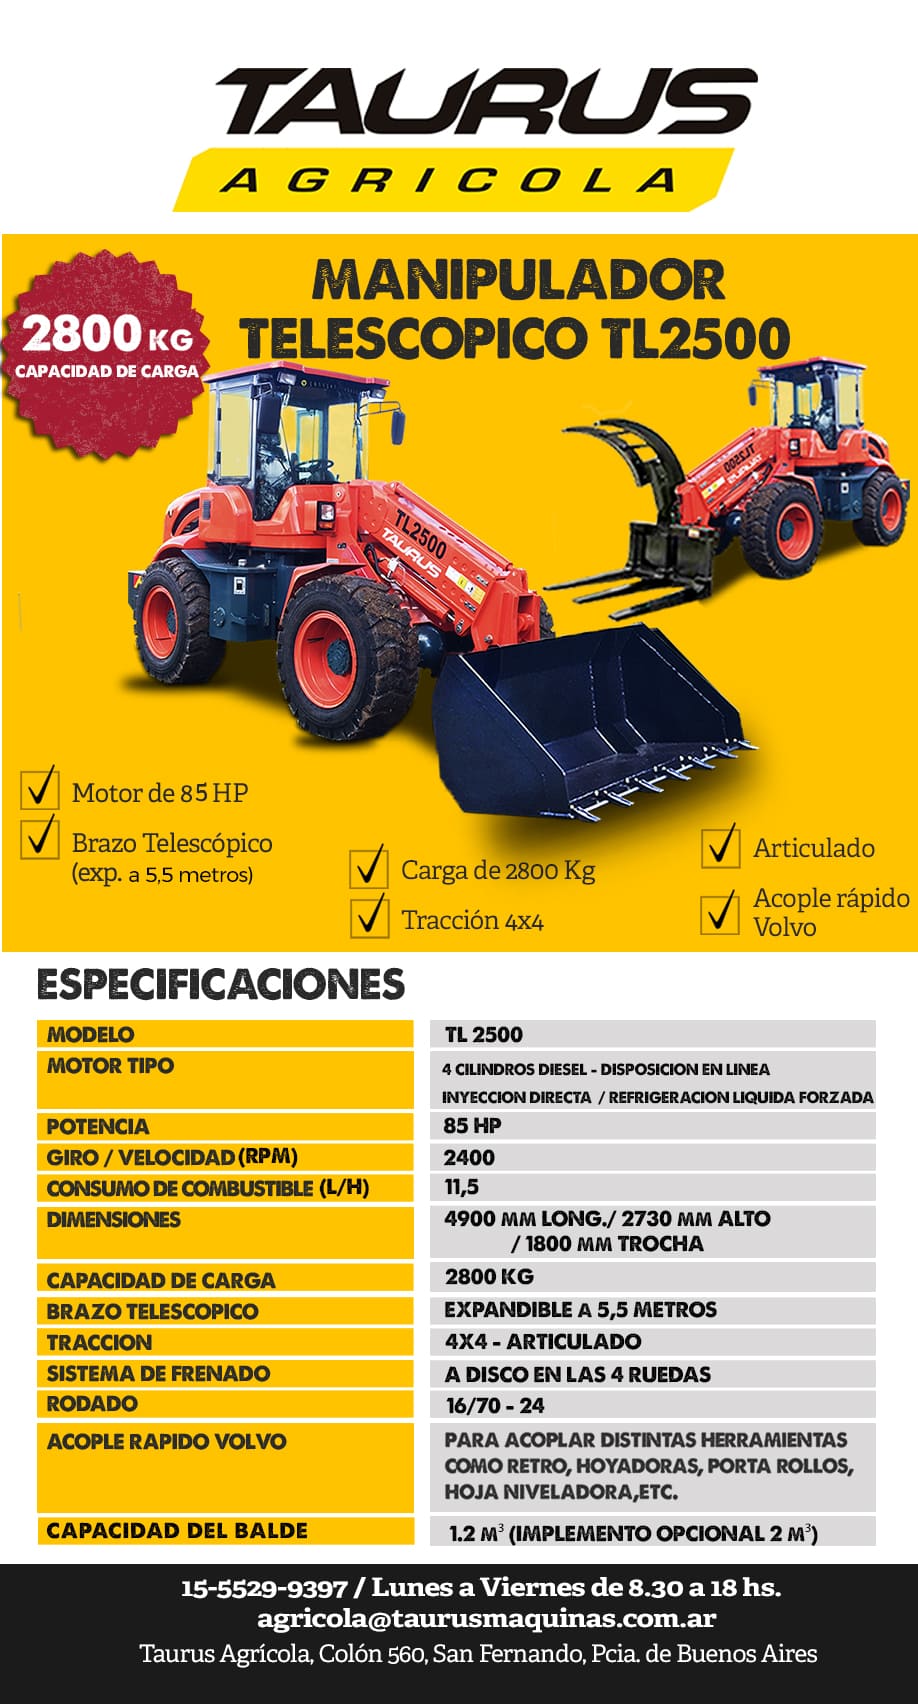 TAURUS
AGRICOLA
MANIPULADOR
TELESCOPICO TL2500
2800 KG
CAPACIDAD DE CARGA
TL2500
TAURUS
TL2500
TAURUS
Motor de 85 HP
Brazo Telescópico
(exp. a 5,5 metros)
Carga de 2800 Kg
Tracción 4x4
Articulado
Acople rápido
Volvo
ESPECIFICACIONES
MODELO TL 2500
MOTOR TIPO 4 CILINDROS DIESEL - DISPOSICION EN LINEA
INYECCION DIRECTA / REFRIGERACION LIQUIDA FORZADA
POTENCIA 85 HP
GIRO / VELOCIDAD (RPM) 2400
CONSUMO DE COMBUSTIBLE (L/H) 11,5
DIMENSIONES 4900 MM LONG./ 2730 MM ALTO
/ 1800 MM TROCHA
CAPACIDAD DE CARGA 2800 KG
BRAZO TELESCOPICO EXPANDIBLE A 5,5 METROS
TRACCION 4X4 - ARTICULADO
SISTEMA DE FRENADO A DISCO EN LAS 4 RUEDAS
RODADO 16/70 - 24
ACOPLE RAPIDO VOLVO PARA ACOPLAR DISTINTAS HERRAMIENTAS
COMO RETRO, HOYADORAS, PORTA ROLLOS,
HOJA NIVELADORA,ETC.
CAPACIDAD DEL BALDE 1.2 M³ (IMPLEMENTO OPCIONAL 2 M³)
15-5529-9397 / Lunes a Viernes de 8.30 a 18 hs.
agricola@taurusmaquinas.com.ar
Taurus Agrícola, Colón 560, San Fernando, Pcia. de Buenos Aires